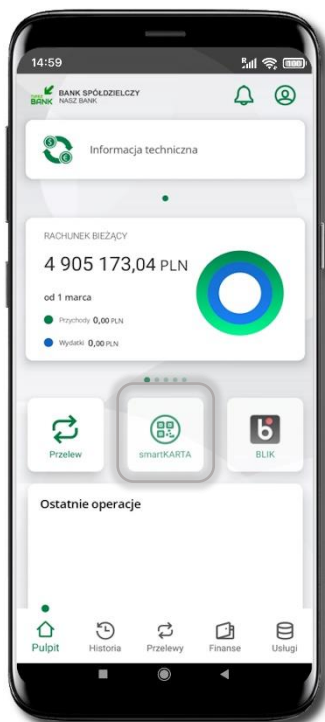 14:59
BANK SPÓŁDZIELCZY
BANK NASZ BANK
Informacja techniczna
RACHUNEK BIEŻĄCY
4 905 173,04 PLN
od 1 marca
Przychody 0,00 PLN
Wydatki 0,00 PLN
Przelew
smartKARTA
BLIK
Ostatnie operacje
Pulpit
Historia
Przelewy
Finanse
Usługi